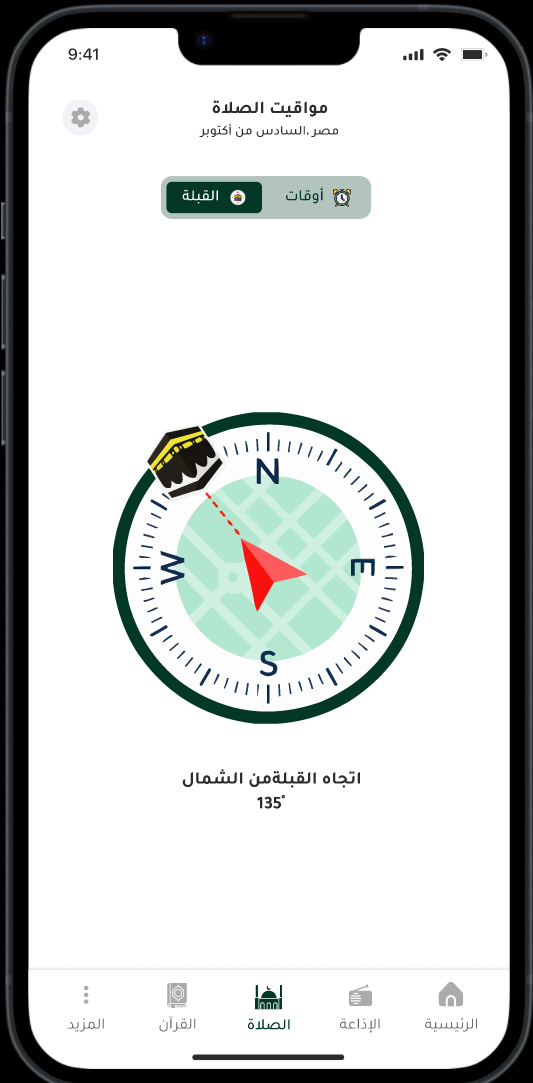 9:41
مواقيت الصلاة
مصر ،السادس من أكتوبر
أوقات
القبلة
N
W
E
S
اتجاه القبلةمن الشمال
135°
الرئيسية
الإذاعة
الصلاة
القرآن
المزيد